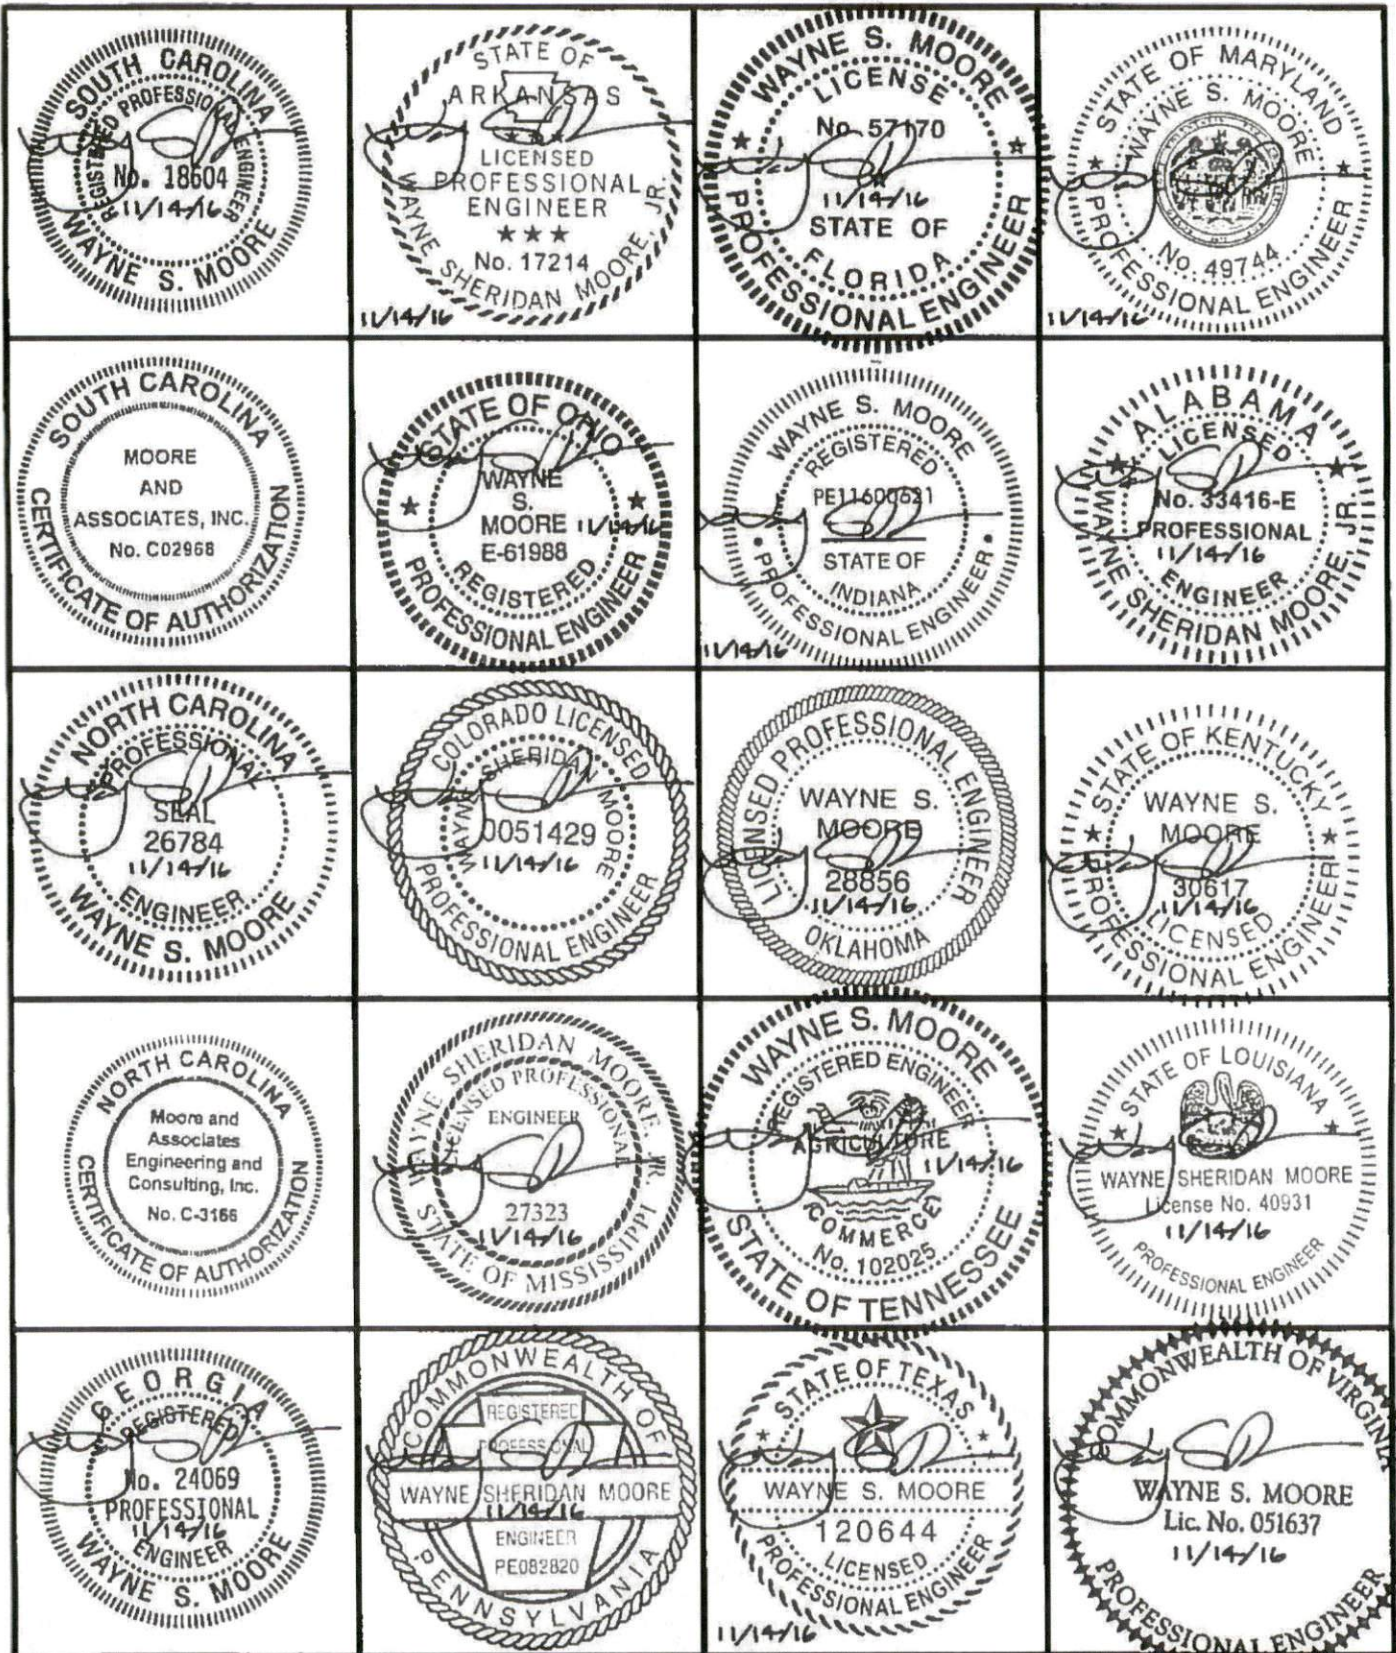 SOUTH CAROLINA
REGISTERED PROFESSIONAL ENGINEER
No. 18604
11/14/16
WAYNE S. MOORE
STATE OF
ARKANSAS
LICENSED
PROFESSIONAL
ENGINEER
No. 17214
WAYNE SHERIDAN MOORE, JR.
11/14/16
WAYNE S. MOORE
LICENSE
No. 57170
11/14/16
STATE OF
FLORIDA
PROFESSIONAL ENGINEER
STATE OF MARYLAND
WAYNE S. MOORE
No. 49744
PROFESSIONAL ENGINEER
11/14/16
SOUTH CAROLINA
MOORE
AND
ASSOCIATES, INC.
No. C02968
CERTIFICATE OF AUTHORIZATION
STATE OF OHIO
WAYNE
S.
MOORE
11/14/16
E-61988
REGISTERED
PROFESSIONAL ENGINEER
WAYNE S. MOORE
REGISTERED
PE11600621
STATE OF
INDIANA
PROFESSIONAL ENGINEER
11/14/16
ALABAMA
LICENSED
No. 33416-E
PROFESSIONAL
11/14/16
ENGINEER
WAYNE SHERIDAN MOORE, JR.
NORTH CAROLINA
PROFESSIONAL
SEAL
26784
11/14/16
ENGINEER
WAYNE S. MOORE
COLORADO LICENSED
WAYNE SHERIDAN MOORE
0051429
11/14/16
PROFESSIONAL ENGINEER
LICENSED PROFESSIONAL ENGINEER
WAYNE S.
MOORE
28856
11/14/16
OKLAHOMA
STATE OF KENTUCKY
WAYNE S.
MOORE
30617
11/14/16
LICENSED
PROFESSIONAL ENGINEER
NORTH CAROLINA
Moore and
Associates
Engineering and
Consulting, Inc.
No. C-3166
CERTIFICATE OF AUTHORIZATION
WAYNE SHERIDAN MOORE, JR.
LICENSED PROFESSIONAL
ENGINEER
27323
11/14/16
STATE OF MISSISSIPPI
WAYNE S. MOORE
REGISTERED ENGINEER
AGRICULTURE
11/14/16
COMMERCE
No. 102025
STATE OF TENNESSEE
STATE OF LOUISIANA
WAYNE SHERIDAN MOORE
License No. 40931
11/14/16
PROFESSIONAL ENGINEER
GEORGIA
REGISTERED
No. 24069
PROFESSIONAL
11/14/16
ENGINEER
WAYNE S. MOORE
COMMONWEALTH OF
REGISTERED
PROFESSIONAL
WAYNE SHERIDAN MOORE
11/14/16
ENGINEER
PE082820
PENNSYLVANIA
STATE OF TEXAS
WAYNE S. MOORE
120644
LICENSED
PROFESSIONAL ENGINEER
11/14/16
COMMONWEALTH OF VIRGINIA
WAYNE S. MOORE
Lic. No. 051637
11/14/16
PROFESSIONAL ENGINEER